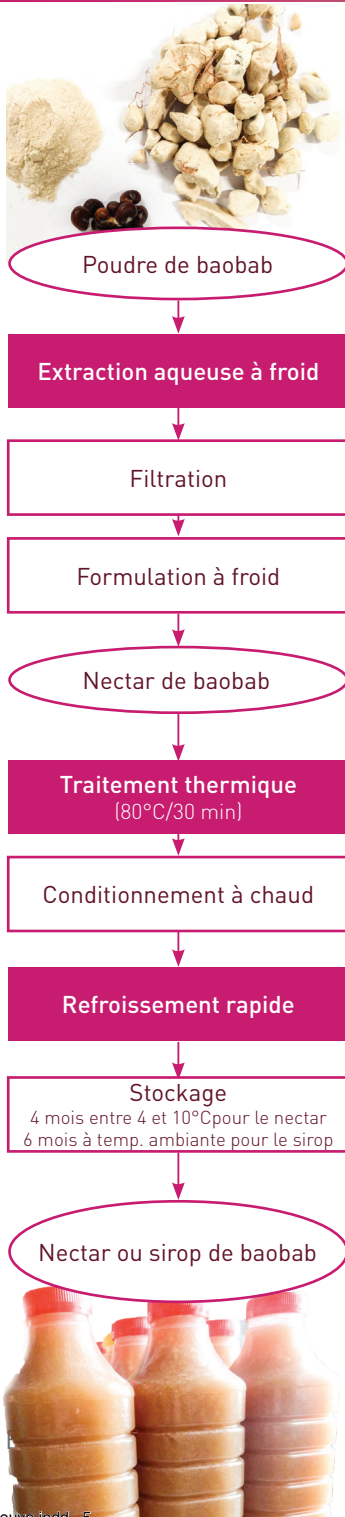 Poudre de baobab
Extraction aqueuse à froid
Filtration
Formulation à froid
Nectar de baobab
Traitement thermique
(80°C/30 min)
Conditionnement à chaud
Refroissement rapide
Stockage
4 mois entre 4 et 10°Cpour le nectar
6 mois à temp. ambiante pour le sirop
Nectar ou sirop de baobab